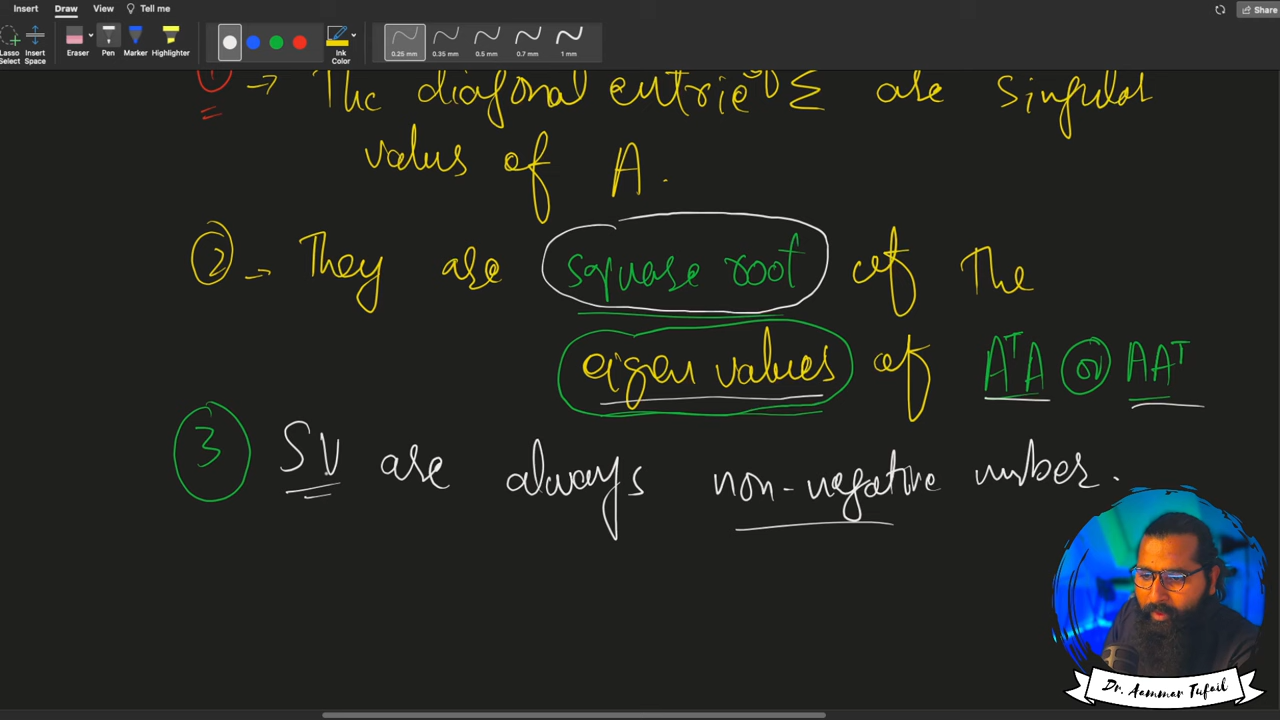 Insert Draw View Tell me
Share
Lasso Select Insert Space Eraser Pen Marker Highlighter 0.25 mm 0.35 mm 0.5 mm 0.7 mm 1 mm Ink Color
① → The diagonal entries Σ are singular
values of A.
② - They are square root of the
eigen values of AᵀA or AAᵀ
③ SV are always non-negative number.
Dr. Aammar Tufail